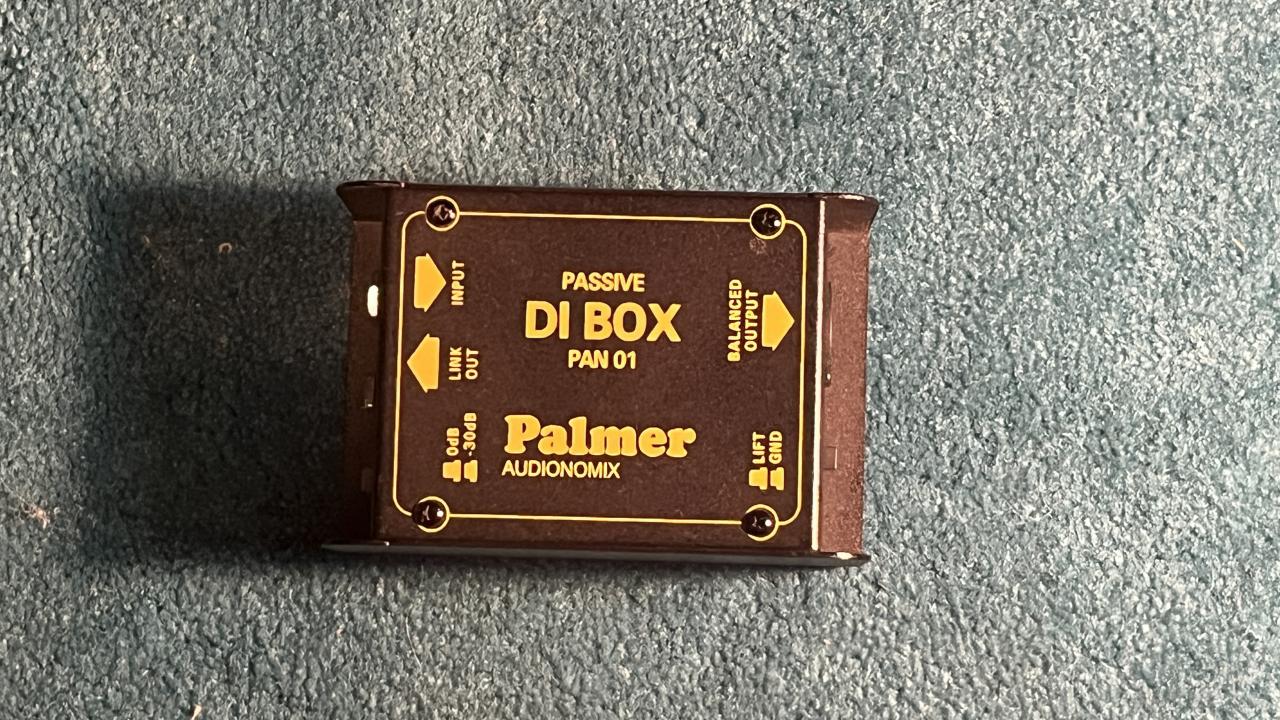 PASSIVE
DI BOX
PAN 01
Palmer
AUDIONOMIX
INPUT
LINK
OUT
0dB
-30dB
BALANCED
OUTPUT
LIFT
GND